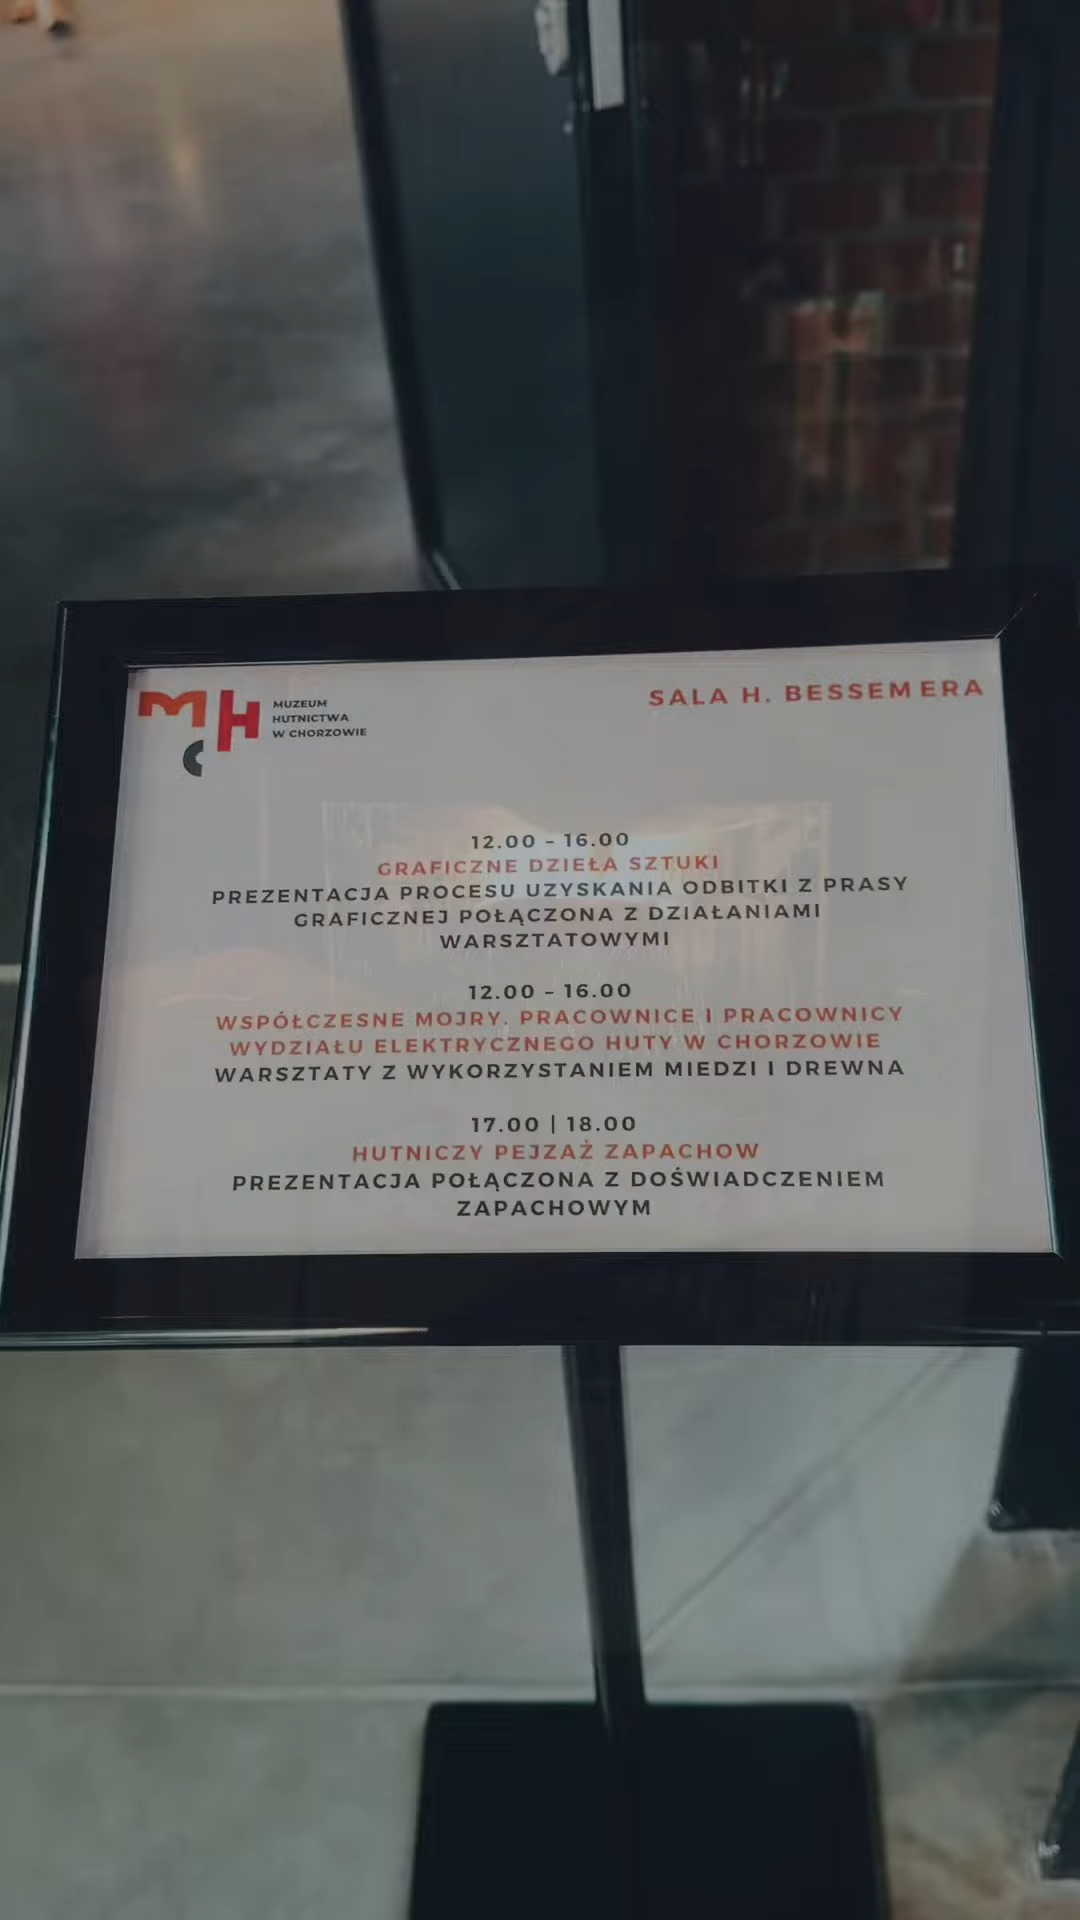 MCH
MUZEUM
HUTNICTWA
W CHORZOWIE
SALA H. BESSEMERA
12.00 – 16.00
GRAFICZNE DZIEŁA SZTUKI
PREZENTACJA PROCESU UZYSKANIA ODBITKI Z PRASY
GRAFICZNEJ POŁĄCZONA Z DZIAŁANIAMI
WARSZTATOWYMI
12.00 – 16.00
WSPÓŁCZESNE MOJRY. PRACOWNICE I PRACOWNICY
WYDZIAŁU ELEKTRYCZNEGO HUTY W CHORZOWIE
WARSZTATY Z WYKORZYSTANIEM MIEDZI I DREWNA
17.00 | 18.00
HUTNICZY PEJZAŻ ZAPACHOW
PREZENTACJA POŁĄCZONA Z DOŚWIADCZENIEM
ZAPACHOWYM